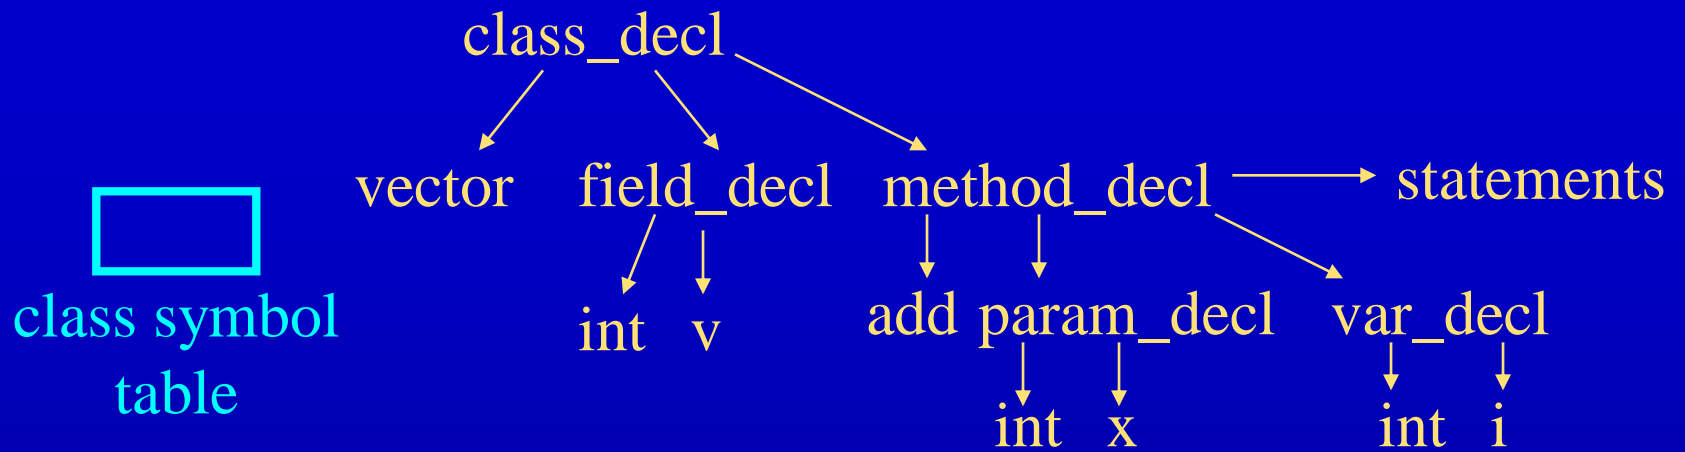 class_decl
vector field_decl method_decl statements
class symbol
table
int v
add param_decl var_decl
int x int i